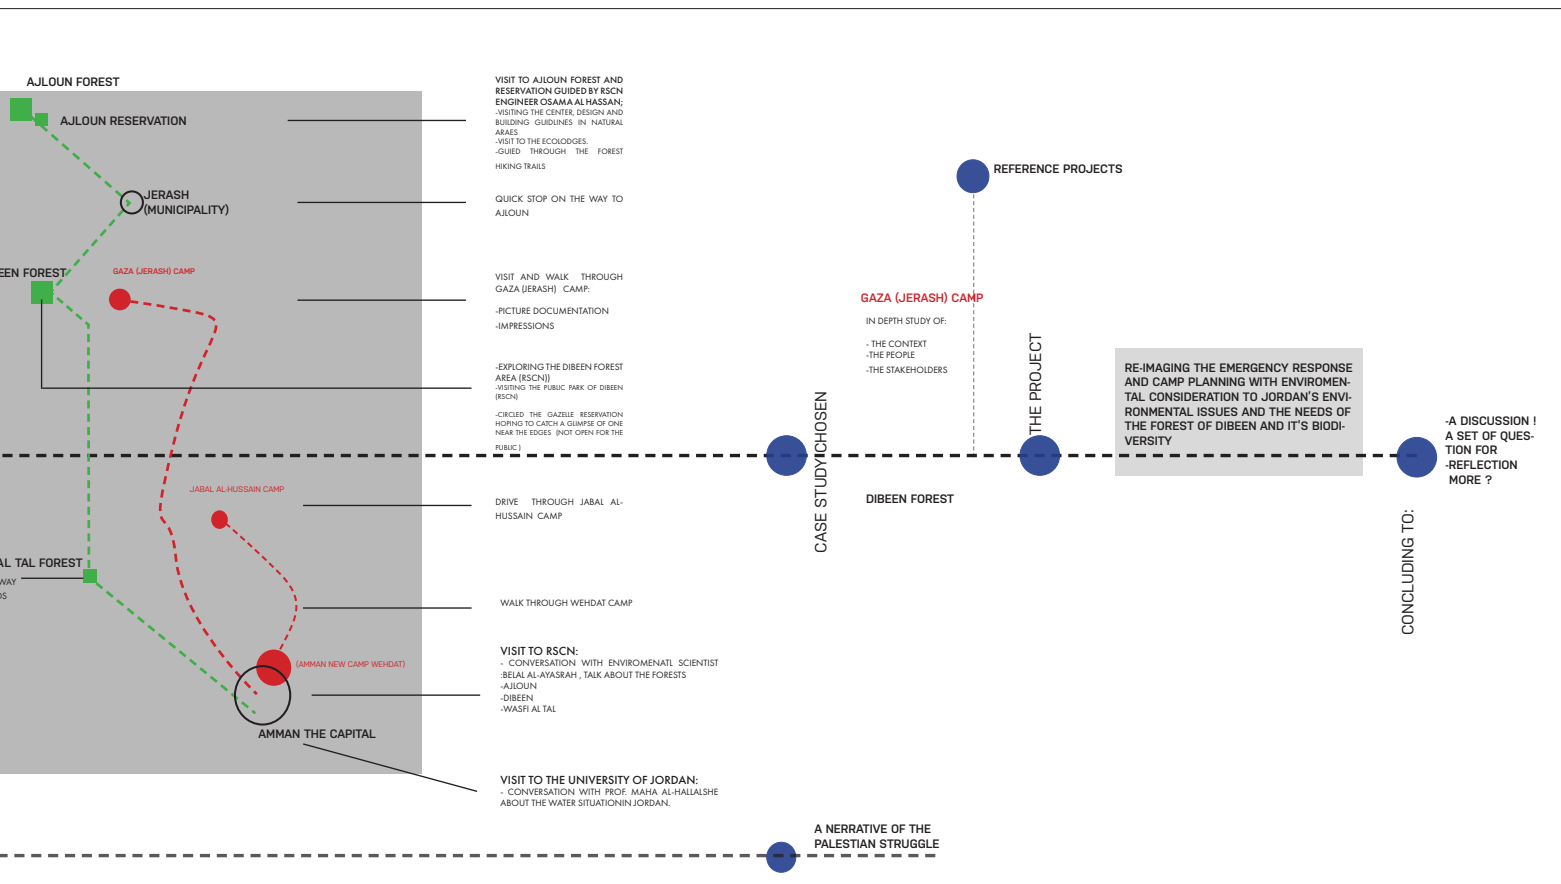 AJLOUN FOREST
AJLOUN RESERVATION
JERASH
(MUNICIPALITY)
EEN FOREST
GAZA (JERASH) CAMP
JABAL AL-HUSSAIN CAMP
AL TAL FOREST
WAY
DS
(AMMAN NEW CAMP WEHDAT)
AMMAN THE CAPITAL
VISIT TO AJLOUN FOREST AND
RESERVATION GUIDED BY RSCN
ENGINEER OSAMA AL HASSAN;
-VISITING THE CENTER, DESIGN AND
BUILDING GUIDLINES IN NATURAL
ARAES
-VISIT TO THE ECOLODGES.
-GUIED THROUGH THE FOREST
HIKING TRAILS
QUICK STOP ON THE WAY TO
AJLOUN
VISIT AND WALK THROUGH
GAZA (JERASH) CAMP:
-PICTURE DOCUMENTATION
-IMPRESSIONS
-EXPLORING THE DIBEEN FOREST
AREA (RSCN))
-VISITING THE PUBLIC PARK OF DIBEEN
(RSCN)
-CIRCLED THE GAZELLE RESERVATION
HOPING TO CATCH A GLIMPSE OF ONE
NEAR THE EDGES (NOT OPEN FOR THE
PUBLIC )
DRIVE THROUGH JABAL AL-
HUSSAIN CAMP
WALK THROUGH WEHDAT CAMP
VISIT TO RSCN:
- CONVERSATION WITH ENVIROMENATL SCIENTIST
:BELAL AL-AYASRAH , TALK ABOUT THE FORESTS
-AJLOUN
-DIBEEN
-WASFI AL TAL
VISIT TO THE UNIVERSITY OF JORDAN:
- CONVERSATION WITH PROF. MAHA AL-HALLALSHE
ABOUT THE WATER SITUATIONIN JORDAN.
CASE STUDY CHOSEN
REFERENCE PROJECTS
GAZA (JERASH) CAMP
IN DEPTH STUDY OF:
- THE CONTEXT
-THE PEOPLE
-THE STAKEHOLDERS
DIBEEN FOREST
THE PROJECT
RE-IMAGING THE EMERGENCY RESPONSE
AND CAMP PLANNING WITH ENVIROMEN-
TAL CONSIDERATION TO JORDAN'S ENVI-
RONMENTAL ISSUES AND THE NEEDS OF
THE FOREST OF DIBEEN AND IT'S BIODI-
VERSITY
CONCLUDING TO:
-A DISCUSSION !
A SET OF QUES-
TION FOR
-REFLECTION
MORE ?
A NERRATIVE OF THE
PALESTIAN STRUGGLE